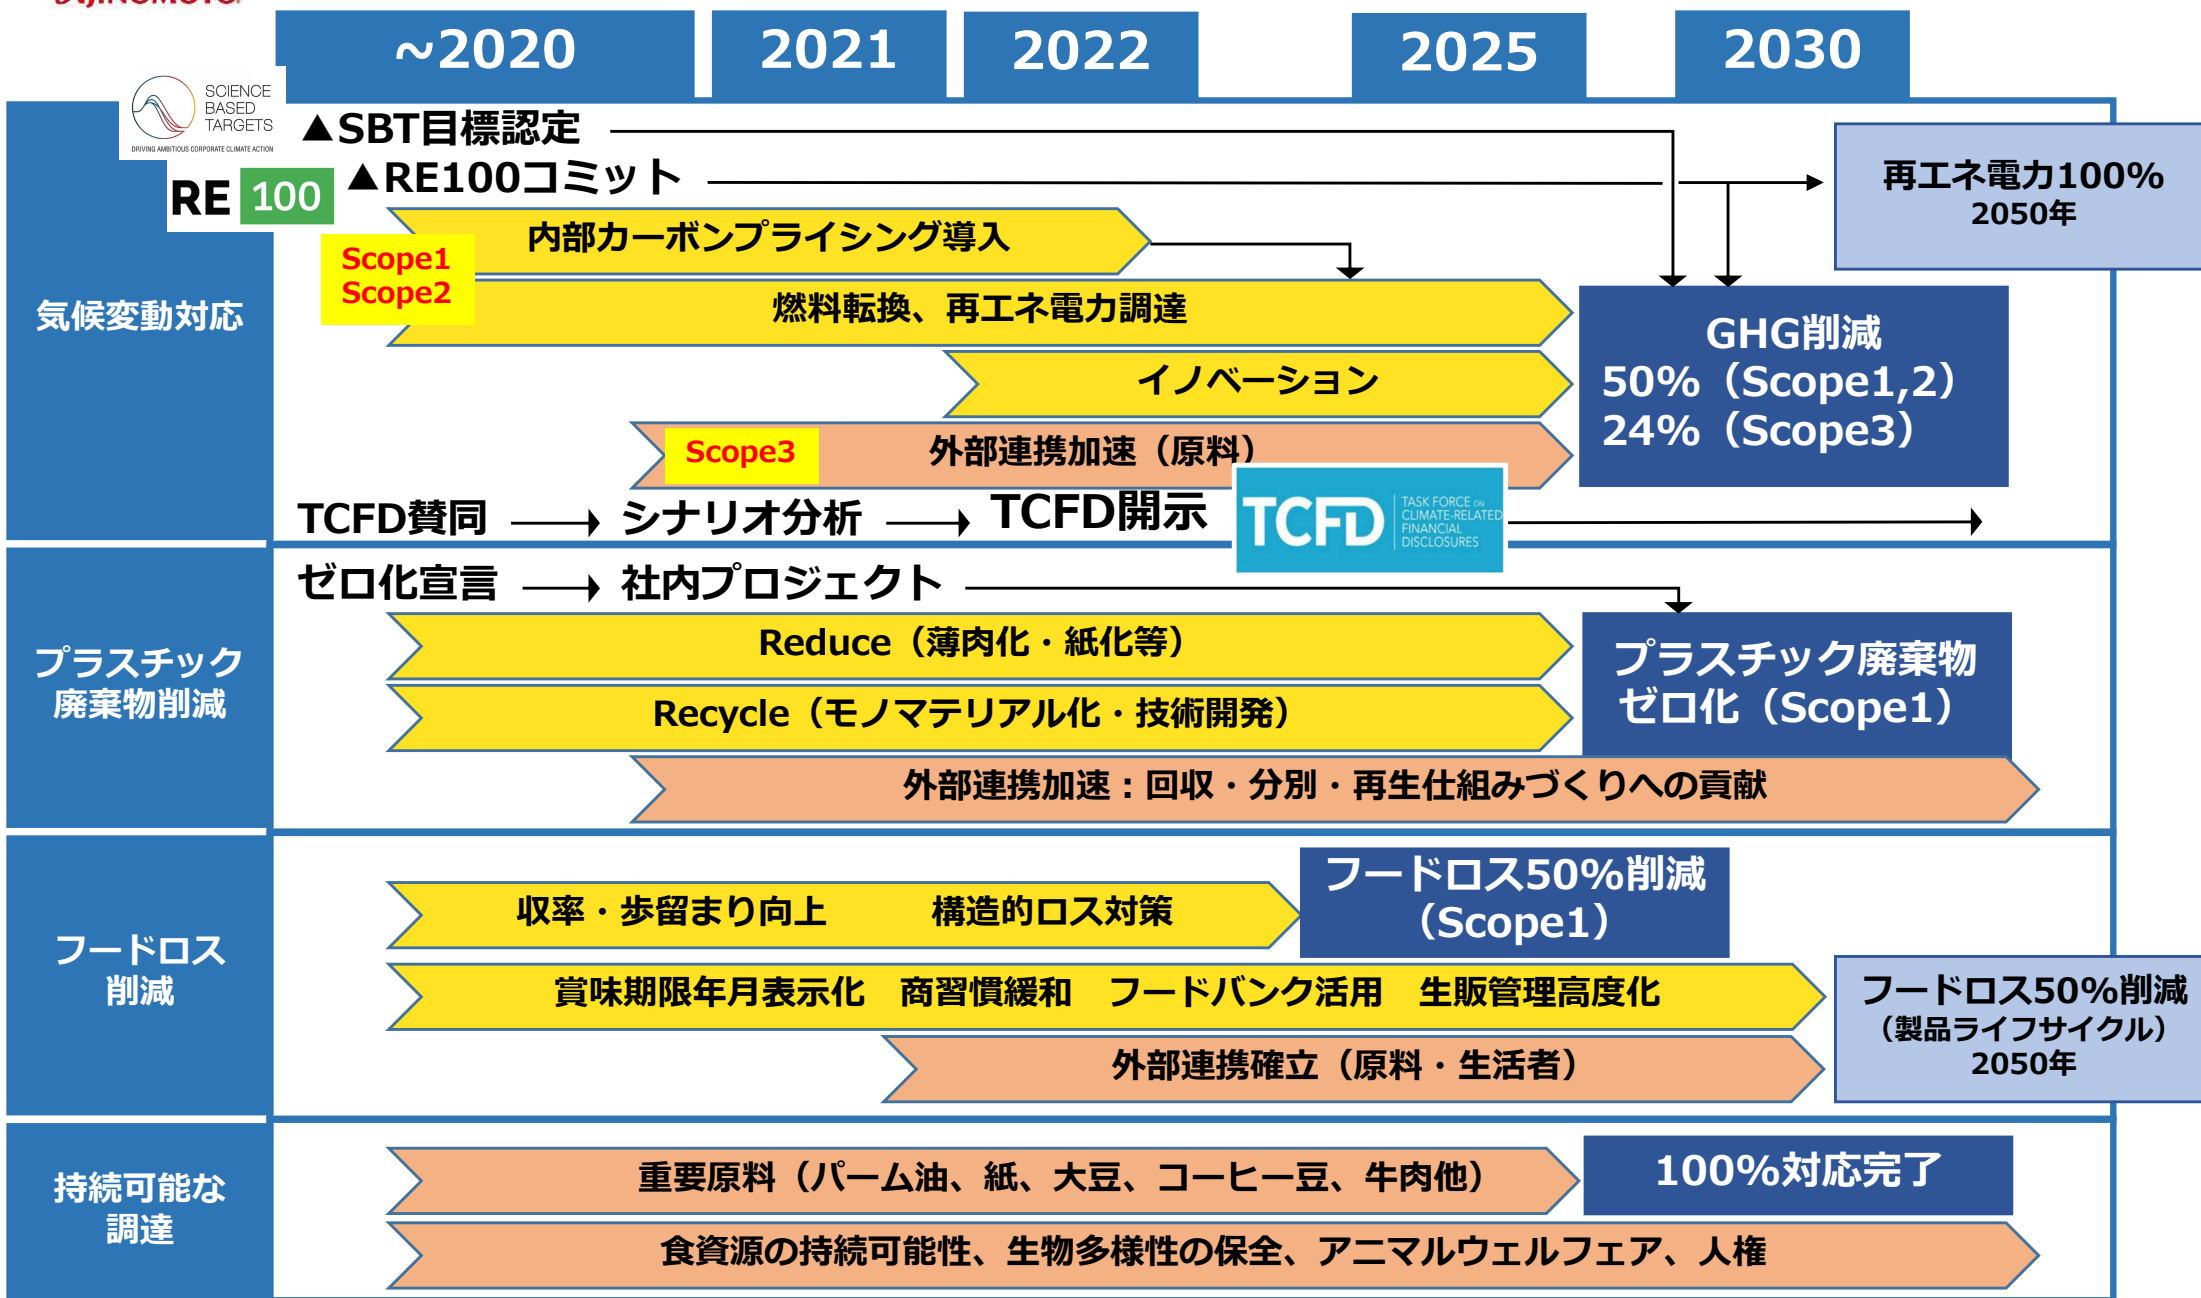 ~2020
2021
2022
2025
2030
SCIENCE
BASED
TARGETS
DRIVING AMBITIOUS CORPORATE CLIMATE ACTION
RE 100
気候変動対応
▲SBT目標認定
▲RE100コミット
再エネ電力100%
2050年
内部カーボンプライシング導入
Scope1
Scope2
燃料転換、再エネ電力調達
イノベーション
GHG削減
50%（Scope1,2）
24%（Scope3）
Scope3
外部連携加速（原料）
TCFD賛同
シナリオ分析
TCFD開示
TCFD
TASK FORCE ON
CLIMATE-RELATED
FINANCIAL
DISCLOSURES
プラスチック
廃棄物削減
ゼロ化宣言
社内プロジェクト
Reduce（薄肉化・紙化等）
Recycle（モノマテリアル化・技術開発）
プラスチック廃棄物
ゼロ化（Scope1）
外部連携加速：回収・分別・再生仕組みづくりへの貢献
フードロス
削減
収率・歩留まり向上 構造的ロス対策
フードロス50%削減
（Scope1）
賞味期限年月表示化 商習慣緩和 フードバンク活用 生販管理高度化
外部連携確立（原料・生活者）
フードロス50%削減
（製品ライフサイクル）
2050年
持続可能な
調達
重要原料（パーム油、紙、大豆、コーヒー豆、牛肉他）
100%対応完了
食資源の持続可能性、生物多様性の保全、アニマルウェルフェア、人権